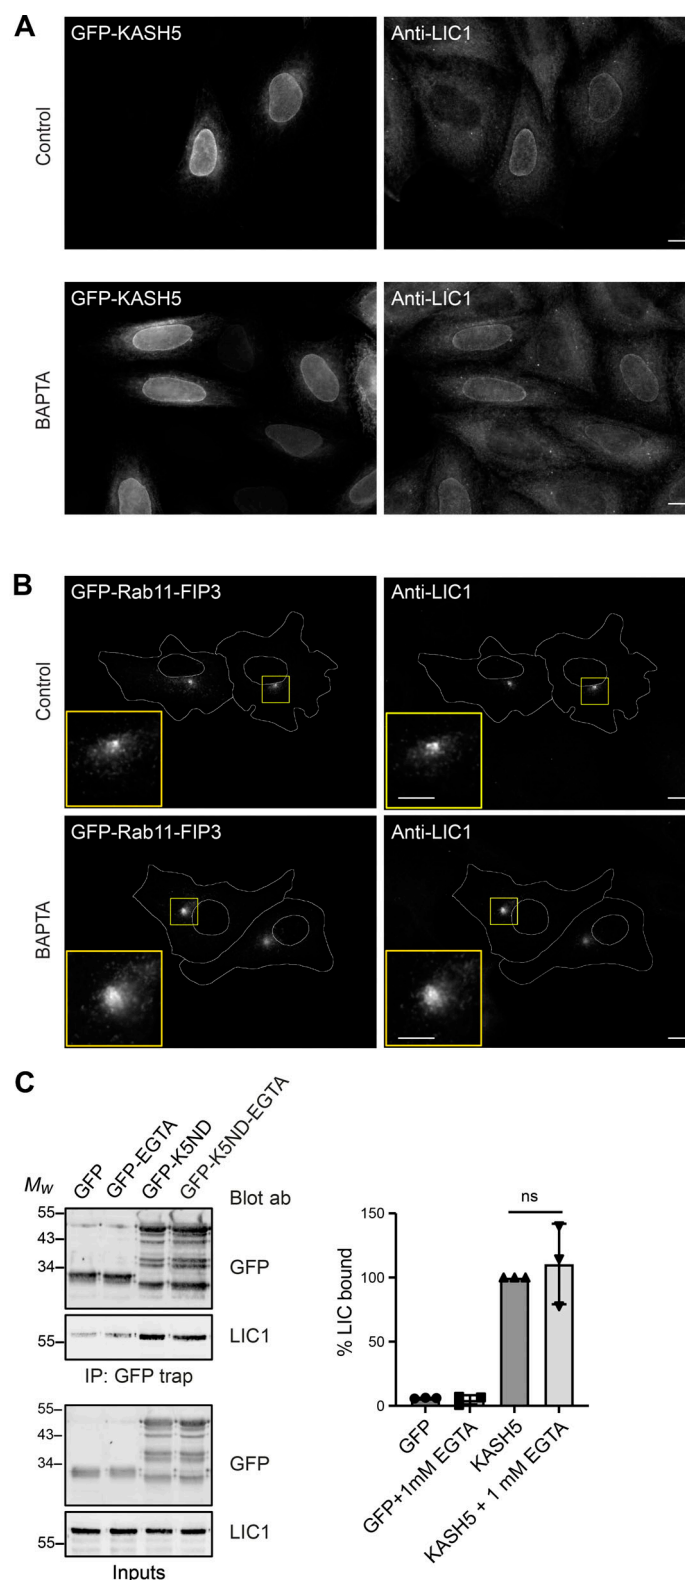 A
GFP-KASH5
Anti-LIC1
Control
GFP-KASH5
Anti-LIC1
BAPTA
B
GFP-Rab11-FIP3
Anti-LIC1
Control
GFP-Rab11-FIP3
Anti-LIC1
BAPTA
C
GFP
GFP-EGTA
GFP-K5ND
GFP-K5ND-EGTA
Mw
Blot ab
55
43
34
GFP
55
LIC1
IP: GFP trap
55
43
34
GFP
55
LIC1
Inputs
ns
150
100
50
0
% LIC bound
GFP
GFP+1mM EGTA
KASH5
KASH5 + 1 mM EGTA